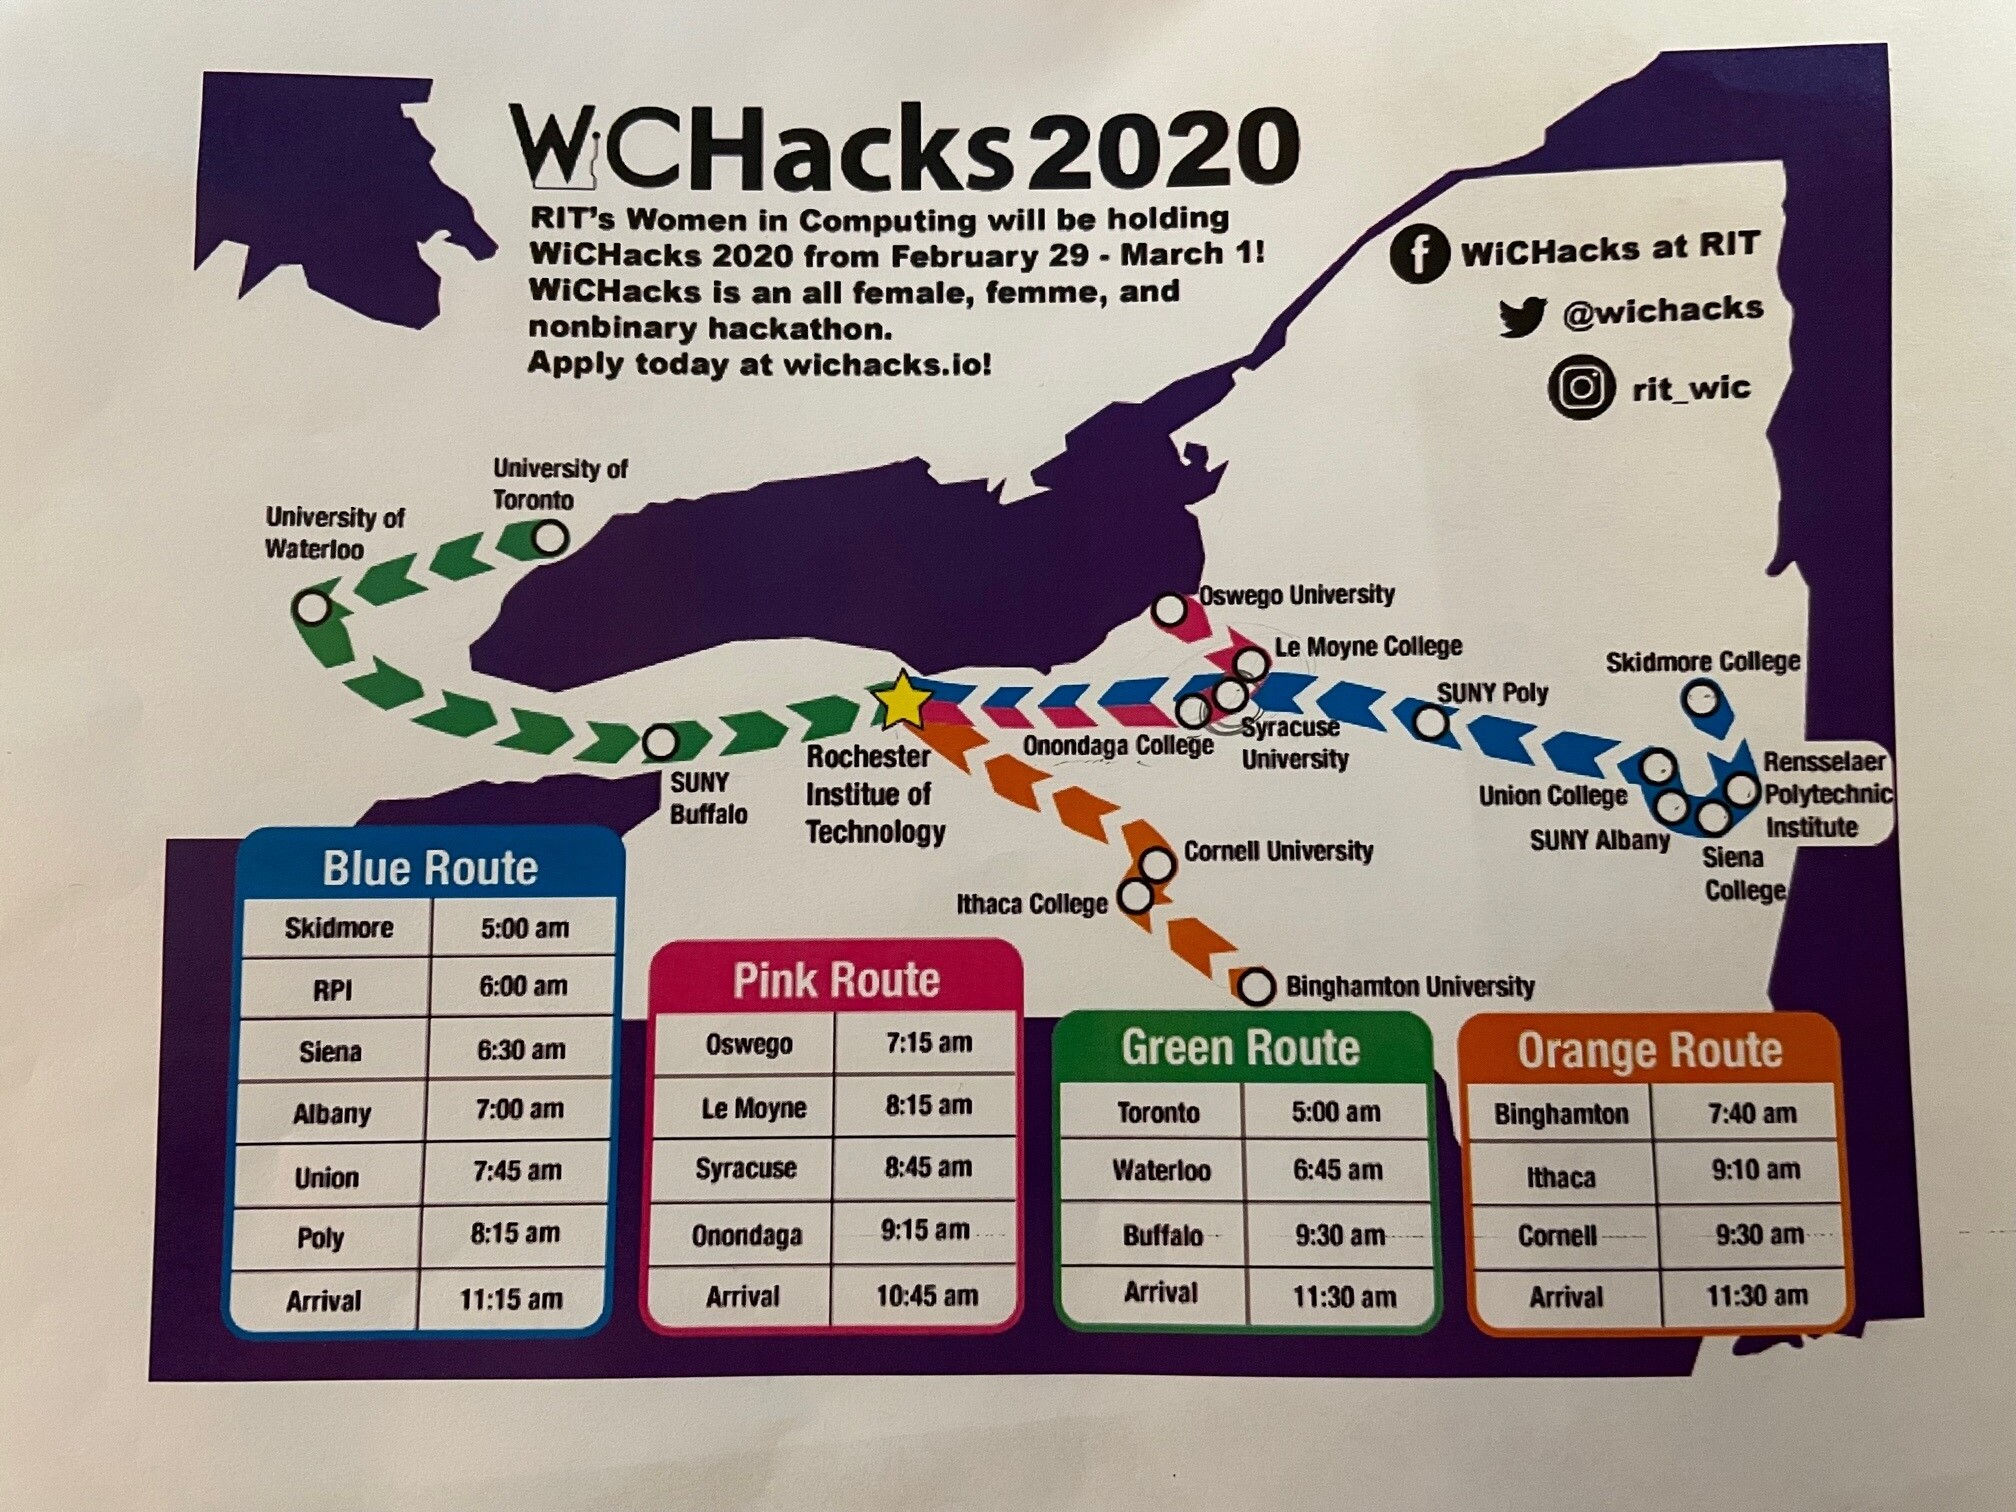 WiCHacks 2020
RIT's Women in Computing will be holding
WiCHacks 2020 from February 29 - March 1!
WiCHacks is an all female, femme, and
nonbinary hackathon.
Apply today at wichacks.io!
WiCHacks at RIT
@wichacks
rit_wic
University of
Toronto
University of
Waterloo
Oswego University
Le Moyne College
Skidmore College
SUNY Poly
Syracuse
University
Onondaga College
Rensselaer
Polytechnic
Institute
Union College
SUNY Albany
Siena
College
SUNY
Buffalo
Rochester
Institue of
Technology
Cornell University
Ithaca College
Binghamton University
Blue Route
Skidmore 5:00 am
RPI 6:00 am
Siena 6:30 am
Albany 7:00 am
Union 7:45 am
Poly 8:15 am
Arrival 11:15 am
Pink Route
Oswego 7:15 am
Le Moyne 8:15 am
Syracuse 8:45 am
Onondaga 9:15 am
Arrival 10:45 am
Green Route
Toronto 5:00 am
Waterloo 6:45 am
Buffalo 9:30 am
Arrival 11:30 am
Orange Route
Binghamton 7:40 am
Ithaca 9:10 am
Cornell 9:30 am
Arrival 11:30 am